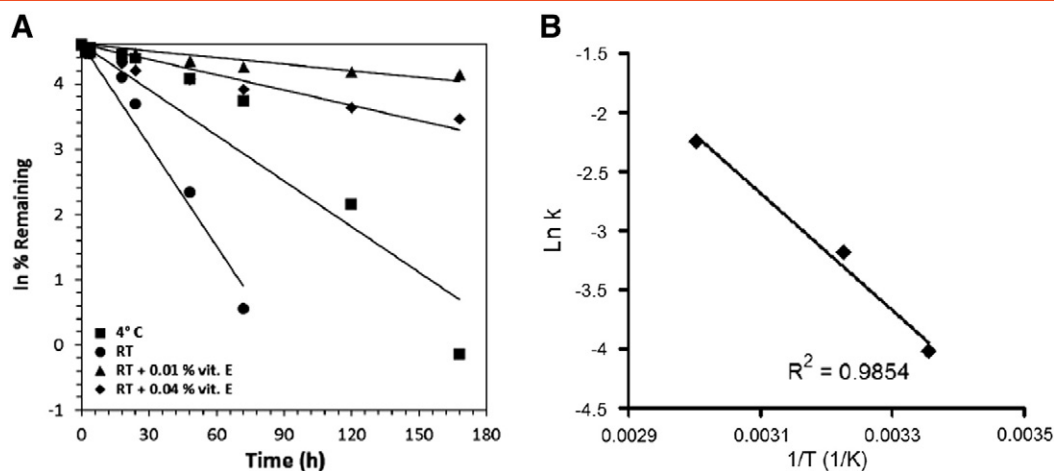 A
ln % Remaining
4
3
2
1
0
-1
4° C
RT
RT + 0.01 % vit. E
RT + 0.04 % vit. E
0 30 60 90 120 150 180
Time (h)
B
Ln k
-1.5
-2
-2.5
-3
-3.5
-4
-4.5
R² = 0.9854
0.0029 0.0031 0.0033 0.0035
1/T (1/K)